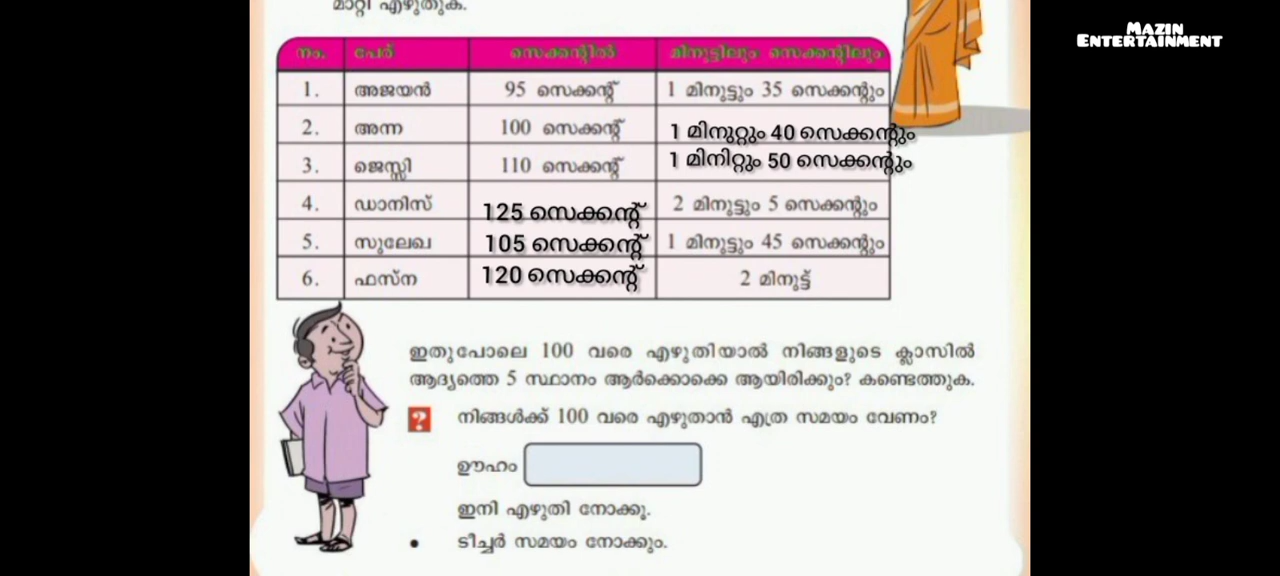 മാറ്റി എഴുതുക.
MAZIN
ENTERTAINMENT
നം. പേര് സെക്കന്റിൽ മിനുട്ടിലും സെക്കന്റിലും
1. അജയൻ 95 സെക്കന്റ് 1 മിനുട്ടും 35 സെക്കന്റും
2. അന്ന 100 സെക്കന്റ് 1 മിനുറ്റും 40 സെക്കന്റും
3. ജെസ്സി 110 സെക്കന്റ് 1 മിനിറ്റും 50 സെക്കന്റും
4. ഡാനിസ് 125 സെക്കന്റ് 2 മിനുട്ടും 5 സെക്കന്റും
5. സുലേഖ 105 സെക്കന്റ് 1 മിനുട്ടും 45 സെക്കന്റും
6. ഫസ്ന 120 സെക്കന്റ് 2 മിനുട്ട്
ഇതുപോലെ 100 വരെ എഴുതിയാൽ നിങ്ങളുടെ ക്ലാസിൽ
ആദ്യത്തെ 5 സ്ഥാനം ആർക്കൊക്കെ ആയിരിക്കും? കണ്ടെത്തുക.
? നിങ്ങൾക്ക് 100 വരെ എഴുതാൻ എത്ര സമയം വേണം?
ഊഹം
ഇനി എഴുതി നോക്കൂ.
• ടീച്ചർ സമയം നോക്കും.